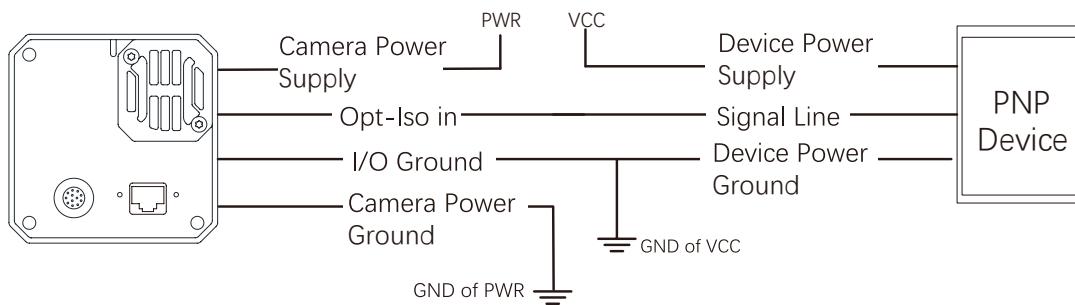 PWR
VCC
Camera Power
Supply
Device Power
Supply
Opt-Iso in
Signal Line
PNP
Device
I/O Ground
Device Power
Ground
Camera Power
Ground
GND of VCC
GND of PWR